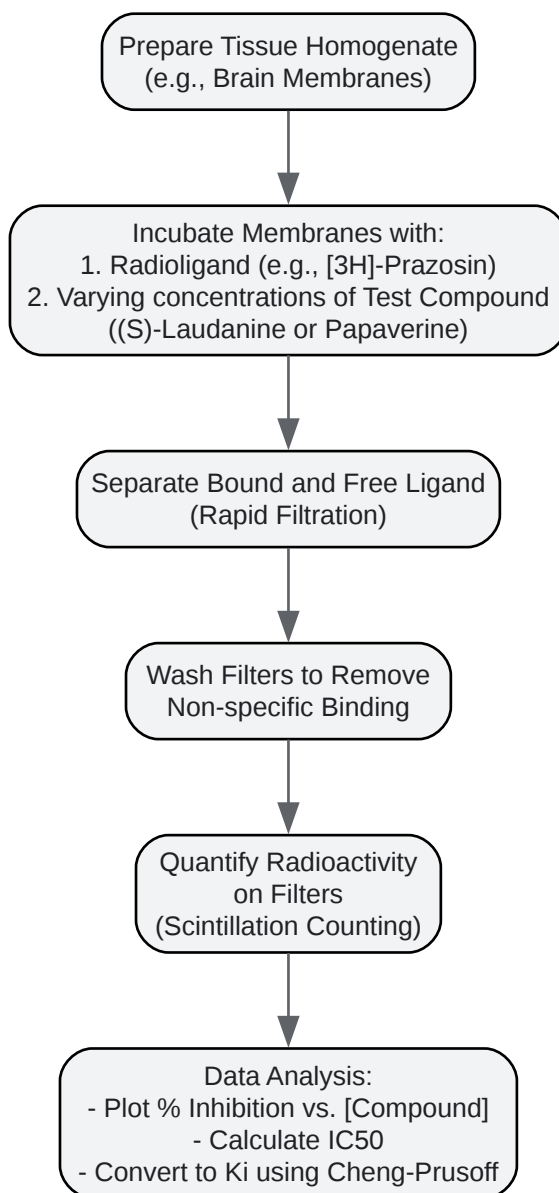 Prepare Tissue Homogenate
(e.g., Brain Membranes)
Incubate Membranes with:
1. Radioligand (e.g., [3H]-Prazosin)
2. Varying concentrations of Test Compound
((S)-Laudanine or Papaverine)
Separate Bound and Free Ligand
(Rapid Filtration)
Wash Filters to Remove
Non-specific Binding
Quantify Radioactivity
on Filters
(Scintillation Counting)
Data Analysis:
- Plot % Inhibition vs. [Compound]
- Calculate IC50
- Convert to Ki using Cheng-Prusoff